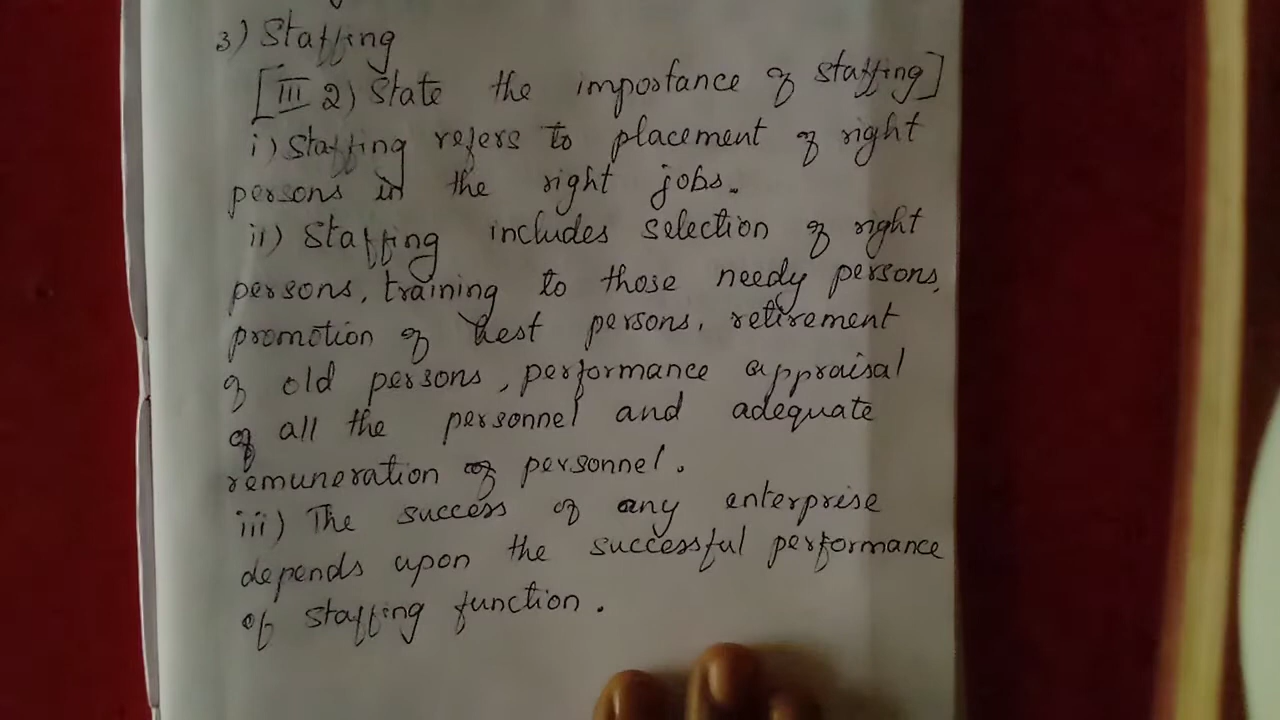 3) Staffing
[III 2) State the importance of staffing]
i) Staffing refers to placement of right
persons in the right jobs.
ii) Staffing includes selection of right
persons, training to those needy persons,
promotion of best persons, retirement
of old persons, performance appraisal
of all the personnel and adequate
remuneration of personnel.
iii) The success of any enterprise
depends upon the successful performance
of staffing function.